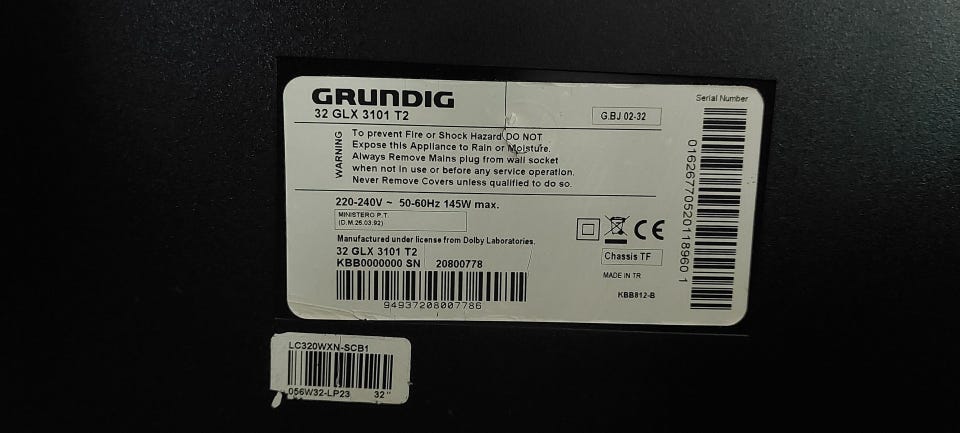 GRUNDIG
32 GLX 3101 T2
G.BJ 02-32
Serial Number
WARNING
To prevent Fire or Shock Hazard DO NOT
Expose this Appliance to Rain or Moisture.
Always Remove Mains plug from wall socket
when not in use or before any service operation.
Never Remove Covers unless qualified to do so.
220-240V ~ 50-60Hz 145W max.
MINISTERO P.T.
(D.M.26.03.92)
Manufactured under license from Dolby Laboratories.
32 GLX 3101 T2
KBB0000000 SN 20800778
94937208007786
CE
Chassis TF
MADE IN TR
KBB812-B
01626770520118960 1
LC320WXN-SCB1
056W32-LP23 32"